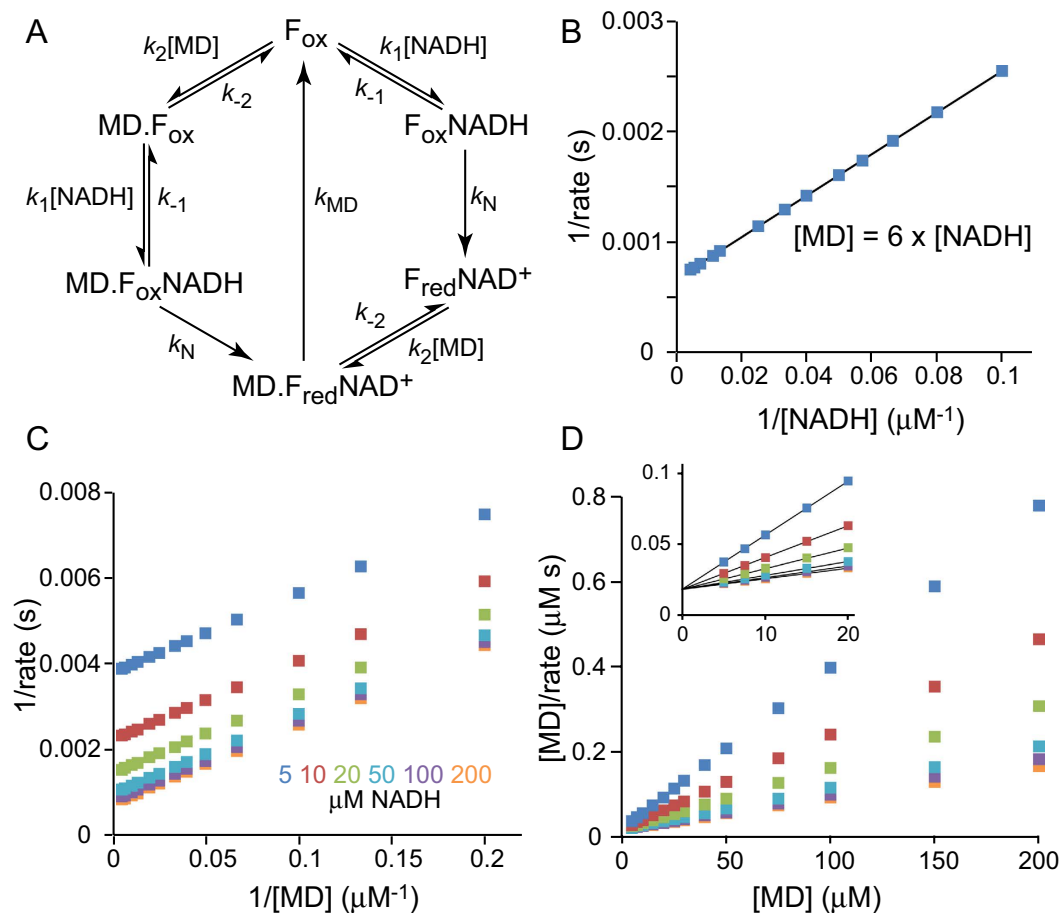 A
F_ox
k_2[MD]
k_-2
k_1[NADH]
k_-1
MD.F_ox
F_oxNADH
k_1[NADH]
k_-1
k_MD
k_N
MD.F_oxNADH
F_redNAD⁺
k_N
k_-2
k_2[MD]
MD.F_redNAD⁺
B
1/rate (s)
0.003
0.002
0.001
0
[MD] = 6 x [NADH]
0 0.02 0.04 0.06 0.08 0.1
1/[NADH] (μM⁻¹)
C
1/rate (s)
0.008
0.006
0.004
0.002
0
5 10 20 50 100 200
μM NADH
0 0.05 0.1 0.15 0.2
1/[MD] (μM⁻¹)
D
[MD]/rate (μM s)
0.8
0.6
0.4
0.2
0
0.1
0.05
0
0 10 20
0 50 100 150 200
[MD] (μM)